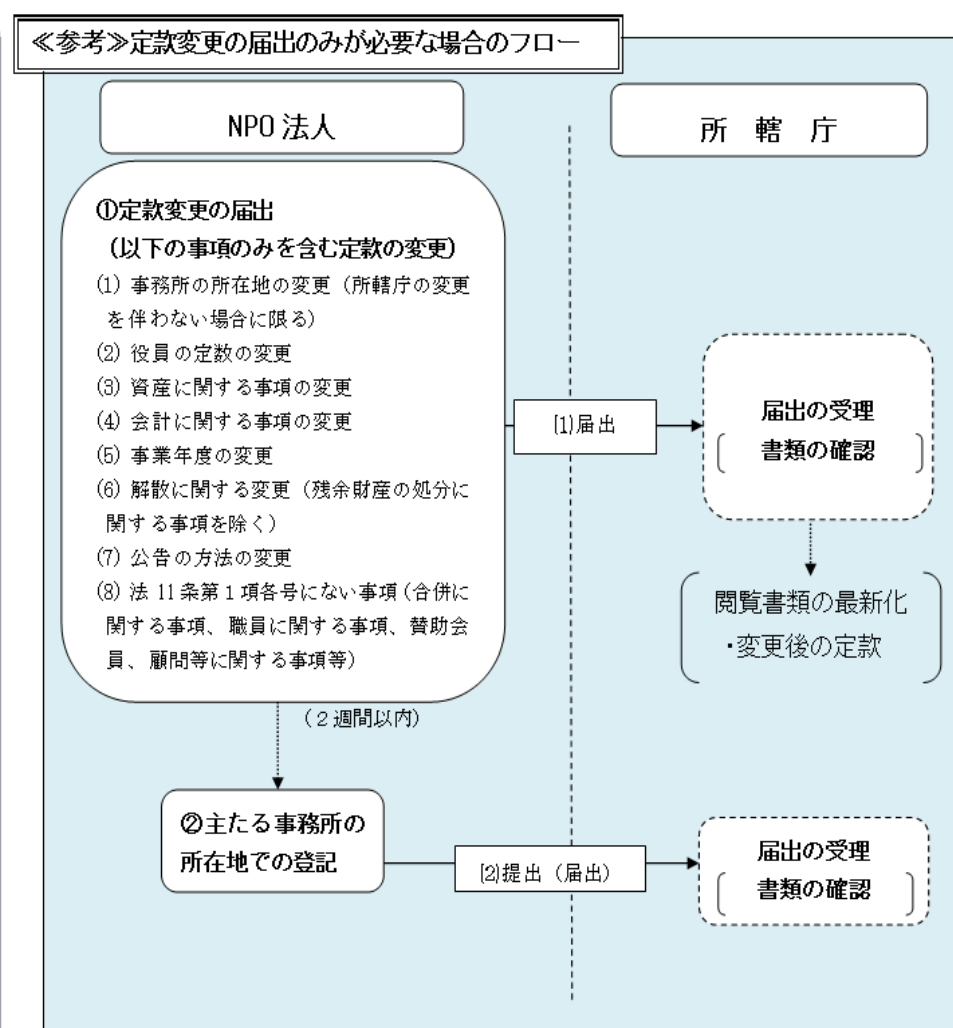 ≪参考≫定款変更の届出のみが必要な場合のフロー
NPO 法人
所 轄 庁
①定款変更の届出
(以下の事項のみを含む定款の変更)
(1) 事務所の所在地の変更（所轄庁の変更
を伴わない場合に限る）
(2) 役員の定数の変更
(3) 資産に関する事項の変更
(4) 会計に関する事項の変更
(5) 事業年度の変更
(6) 解散に関する変更（残余財産の処分に
関する事項を除く）
(7) 公告の方法の変更
(8) 法 11 条第１項各号にない事項（合併に
関する事項、職員に関する事項、賛助会
員、顧問等に関する事項等）
[1]届出
届出の受理
書類の確認
閲覧書類の最新化
・変更後の定款
（２週間以内）
②主たる事務所の
所在地での登記
[2]提出（届出）
届出の受理
書類の確認